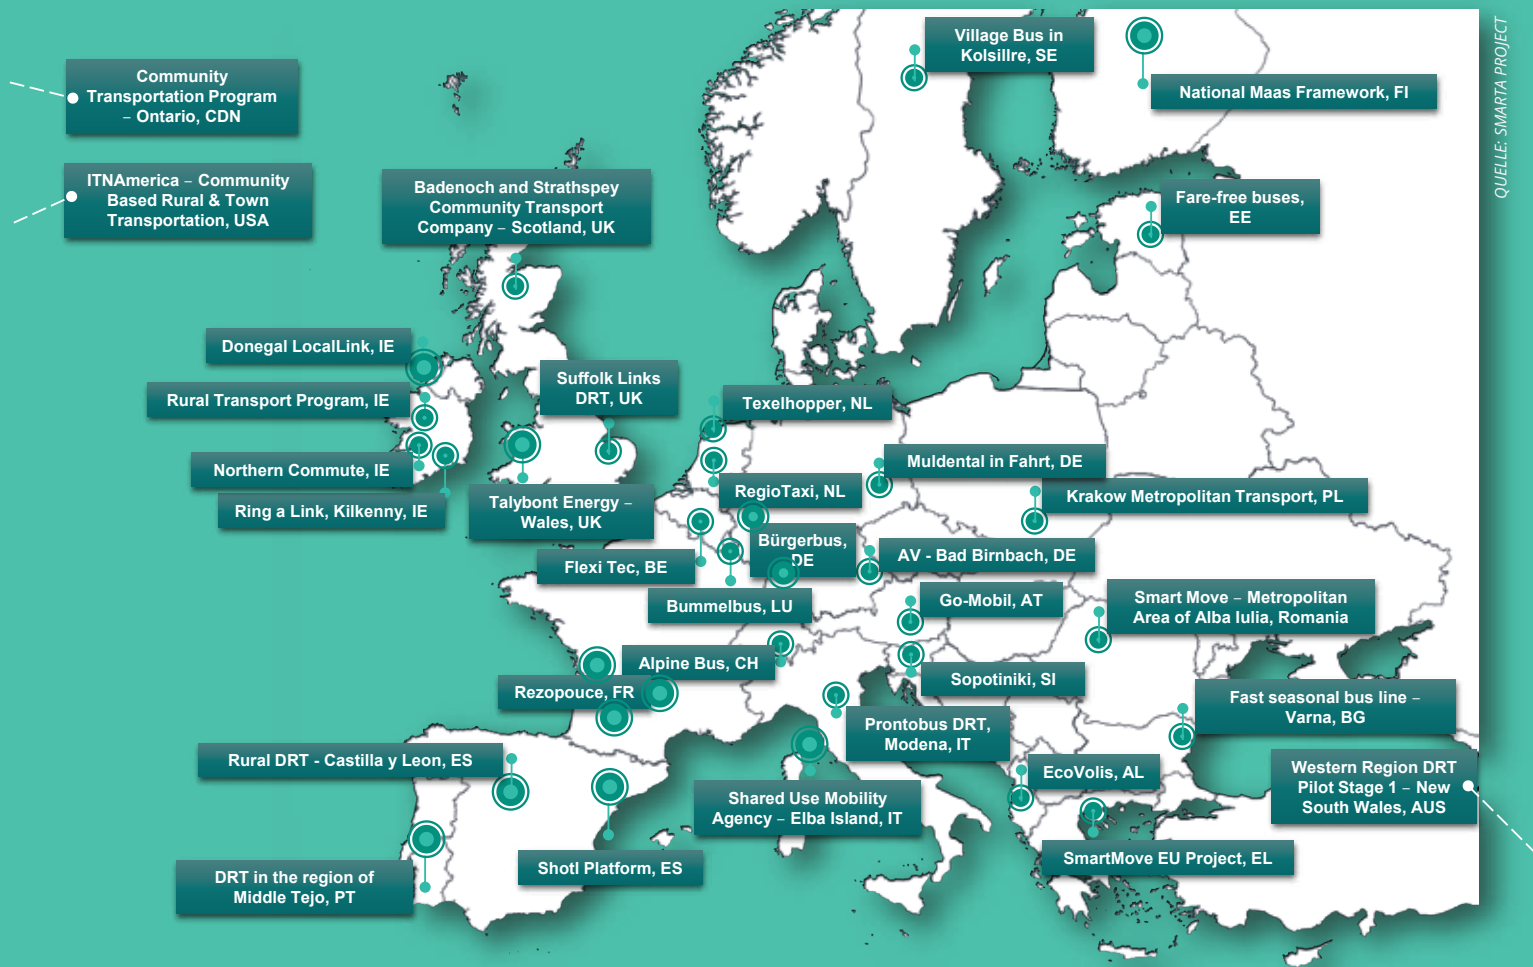 Community
Transportation Program
– Ontario, CDN
ITNAmerica – Community
Based Rural & Town
Transportation, USA
Badenoch and Strathspey
Community Transport
Company – Scotland, UK
Village Bus in
Kolsillre, SE
National Maas Framework, FI
QUELLE: SMARTA PROJECT
Fare-free buses,
EE
Donegal LocalLink, IE
Rural Transport Program, IE
Northern Commute, IE
Ring a Link, Kilkenny, IE
Suffolk Links
DRT, UK
Talybont Energy –
Wales, UK
Texelhopper, NL
RegioTaxi, NL
Muldental in Fahrt, DE
Krakow Metropolitan Transport, PL
Bürgerbus,
DE
Flexi Tec, BE
AV - Bad Birnbach, DE
Bummelbus, LU
Go-Mobil, AT
Smart Move – Metropolitan
Area of Alba Iulia, Romania
Alpine Bus, CH
Sopotiniki, SI
Rezopouce, FR
Fast seasonal bus line –
Varna, BG
Prontobus DRT,
Modena, IT
Rural DRT - Castilla y Leon, ES
EcoVolis, AL
Western Region DRT
Pilot Stage 1 – New
South Wales, AUS
Shared Use Mobility
Agency – Elba Island, IT
SmartMove EU Project, EL
Shotl Platform, ES
DRT in the region of
Middle Tejo, PT